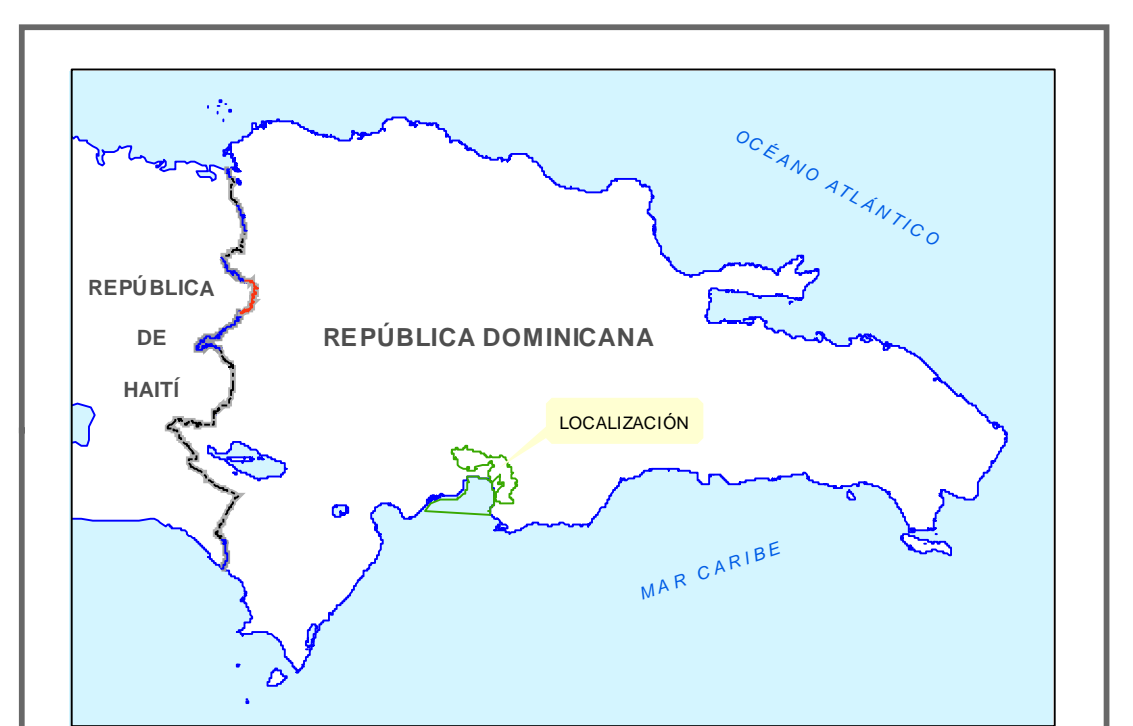 OCÉANO ATLÁNTICO
REPÚBLICA
DE
HAITÍ
REPÚBLICA DOMINICANA
LOCALIZACIÓN
MAR CARIBE